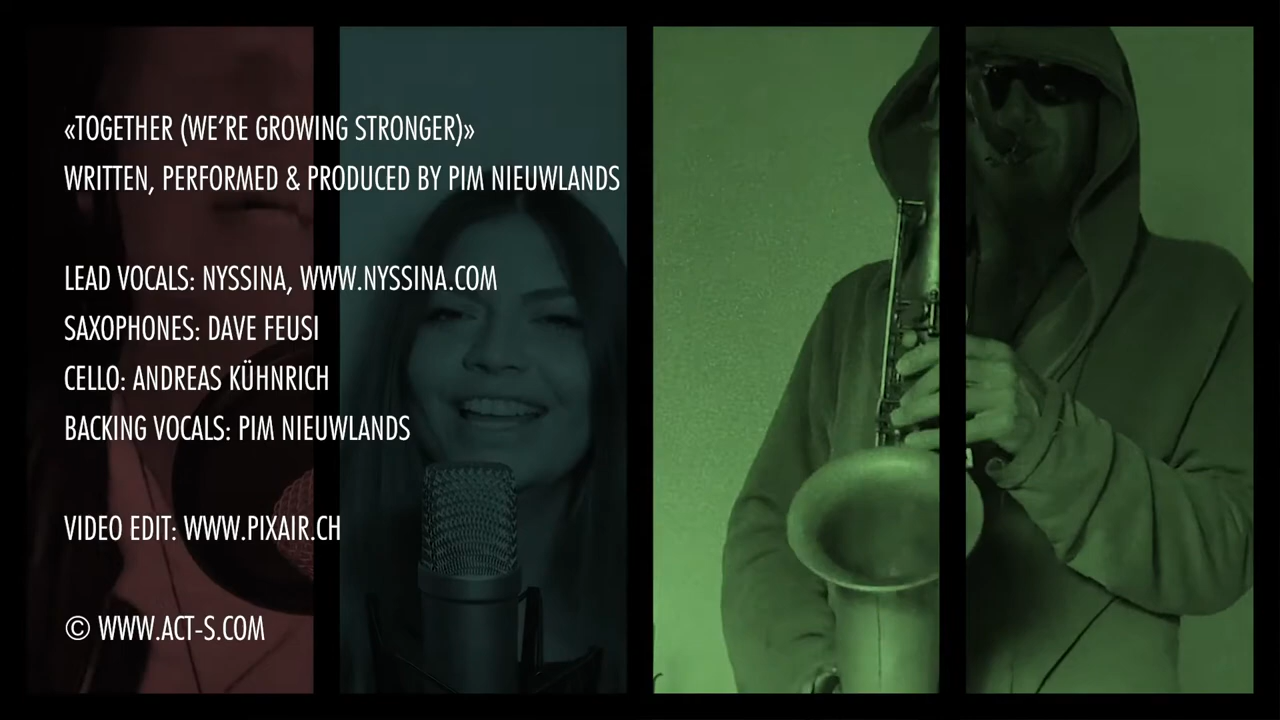 «TOGETHER (WE'RE GROWING STRONGER)»
WRITTEN, PERFORMED & PRODUCED BY PIM NIEUWLANDS
LEAD VOCALS: NYSSINA, WWW.NYSSINA.COM
SAXOPHONES: DAVE FEUSI
CELLO: ANDREAS KÜHNRICH
BACKING VOCALS: PIM NIEUWLANDS
VIDEO EDIT: WWW.PIXAIR.CH
© WWW.ACT-S.COM